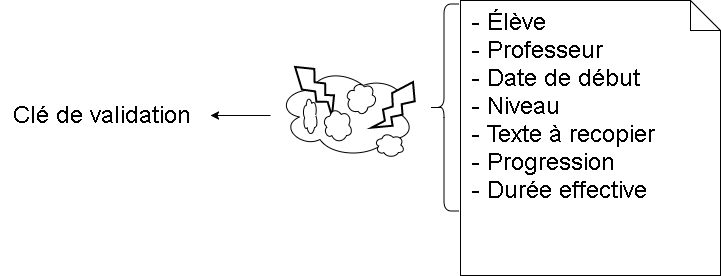 Clé de validation
- Élève
- Professeur
- Date de début
- Niveau
- Texte à recopier
- Progression
- Durée effective